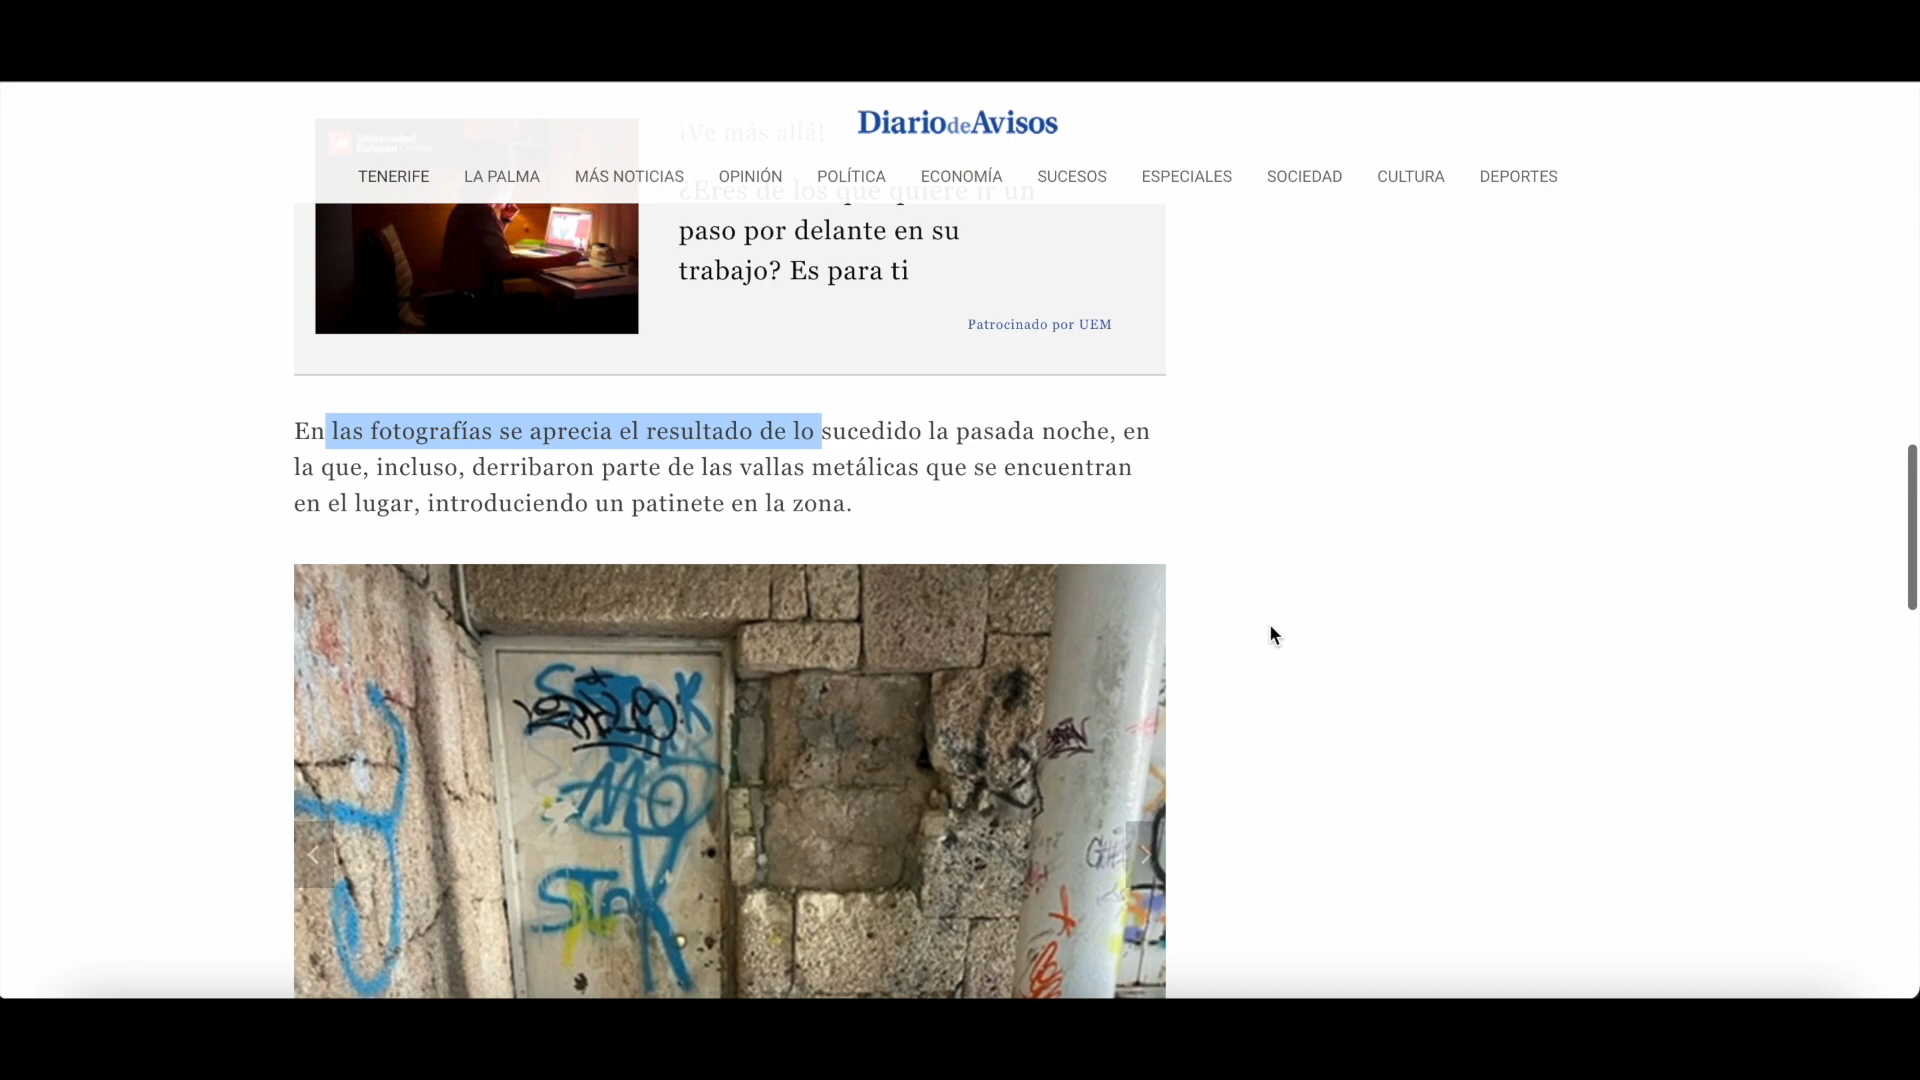 Universidad
Europea Online
¡Ve más allá!
DiariodeAvisos
TENERIFE LA PALMA MÁS NOTICIAS OPINIÓN POLÍTICA ECONOMÍA SUCESOS ESPECIALES SOCIEDAD CULTURA DEPORTES
¿Eres de los que quiere ir un
paso por delante en su
trabajo? Es para ti
Patrocinado por UEM
En las fotografías se aprecia el resultado de lo sucedido la pasada noche, en
la que, incluso, derribaron parte de las vallas metálicas que se encuentran
en el lugar, introduciendo un patinete en la zona.